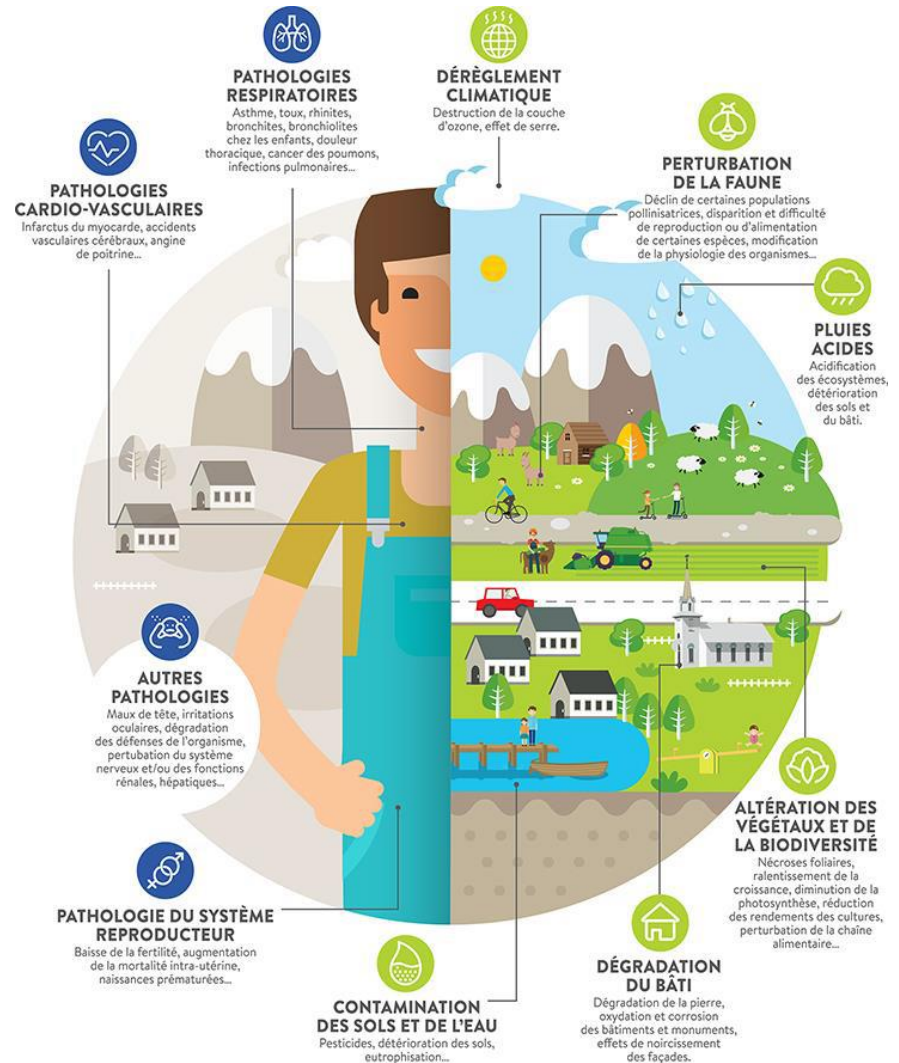 PATHOLOGIES
RESPIRATOIRES
Asthme, toux, rhinites,
bronchites, bronchiolites
chez les enfants, douleur
thoracique, cancer des poumons,
infections pulmonaires...
DÉRÈGLEMENT
CLIMATIQUE
Destruction de la couche
d'ozone, effet de serre.
PATHOLOGIES
CARDIO-VASCULAIRES
Infarctus du myocarde, accidents
vasculaires cérébraux, angine
de poitrine...
PERTURBATION
DE LA FAUNE
Déclin de certaines populations
pollinisatrices, disparition et difficulté
de reproduction ou d'alimentation
de certaines espèces, modification
de la physiologie des organismes...
PLUIES
ACIDES
Acidification
des écosystèmes,
détérioration
des sols et
du bâti.
AUTRES
PATHOLOGIES
Maux de tête, irritations
oculaires, dégradation
des défenses de l'organisme,
pertubation du système
nerveux et/ou des fonctions
rénales, hépatiques...
ALTÉRATION DES
VÉGÉTAUX ET DE
LA BIODIVERSITÉ
Nécroses foliaires,
ralentissement de la
croissance, diminution de la
photosynthèse, réduction
des rendements des cultures,
perturbation de la chaîne
alimentaire...
PATHOLOGIE DU SYSTÈME
REPRODUCTEUR
Baisse de la fertilité, augmentation
de la mortalité intra-utérine,
naissances prématurées...
CONTAMINATION
DES SOLS ET DE L'EAU
Pesticides, détérioration des sols,
eutrophisation...
DÉGRADATION
DU BÂTI
Dégradation de la pierre,
oxydation et corrosion
des bâtiments et monuments,
effets de noircissement
des façades.